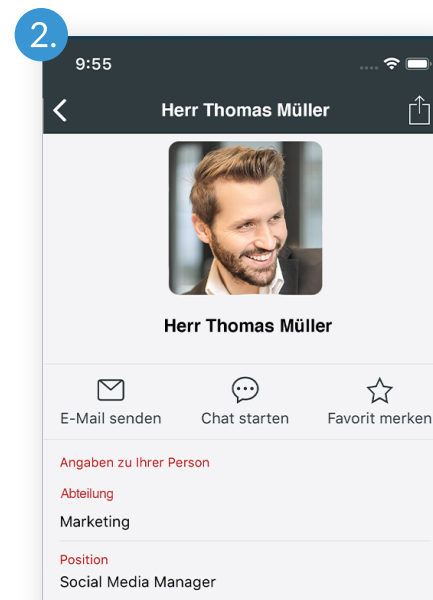 2.
9:55
Herr Thomas Müller
Herr Thomas Müller
E-Mail senden Chat starten Favorit merken
Angaben zu Ihrer Person
Abteilung
Marketing
Position
Social Media Manager